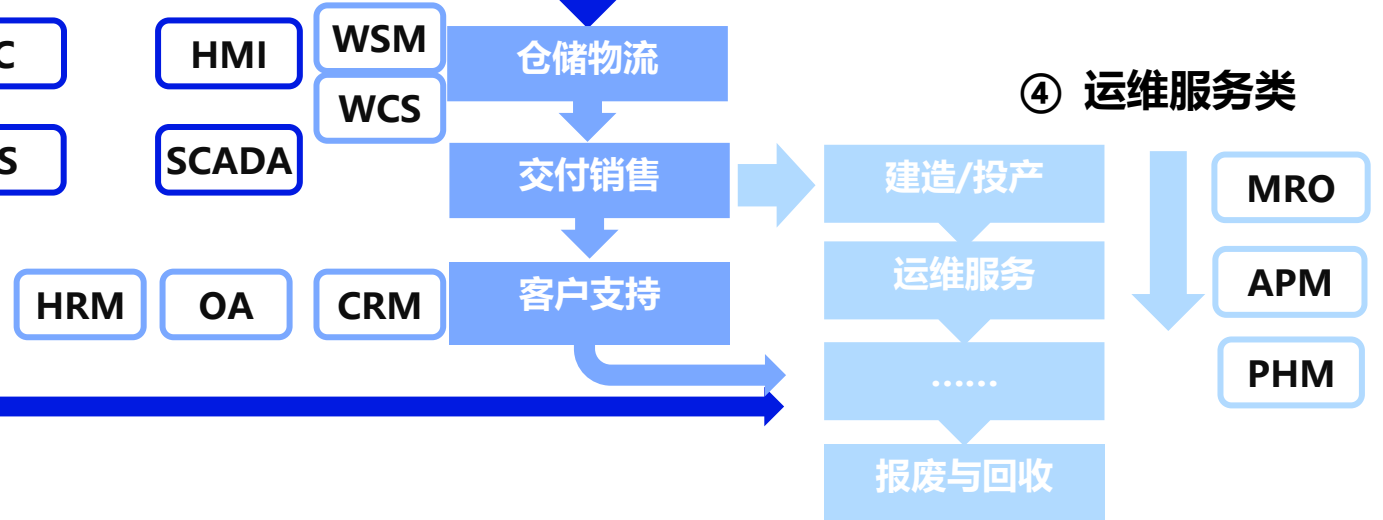 C
HMI
WSM
仓储物流
WCS
④ 运维服务类
S
SCADA
交付销售
建造/投产
MRO
运维服务
APM
HRM
OA
CRM
客户支持
……
PHM
报废与回收